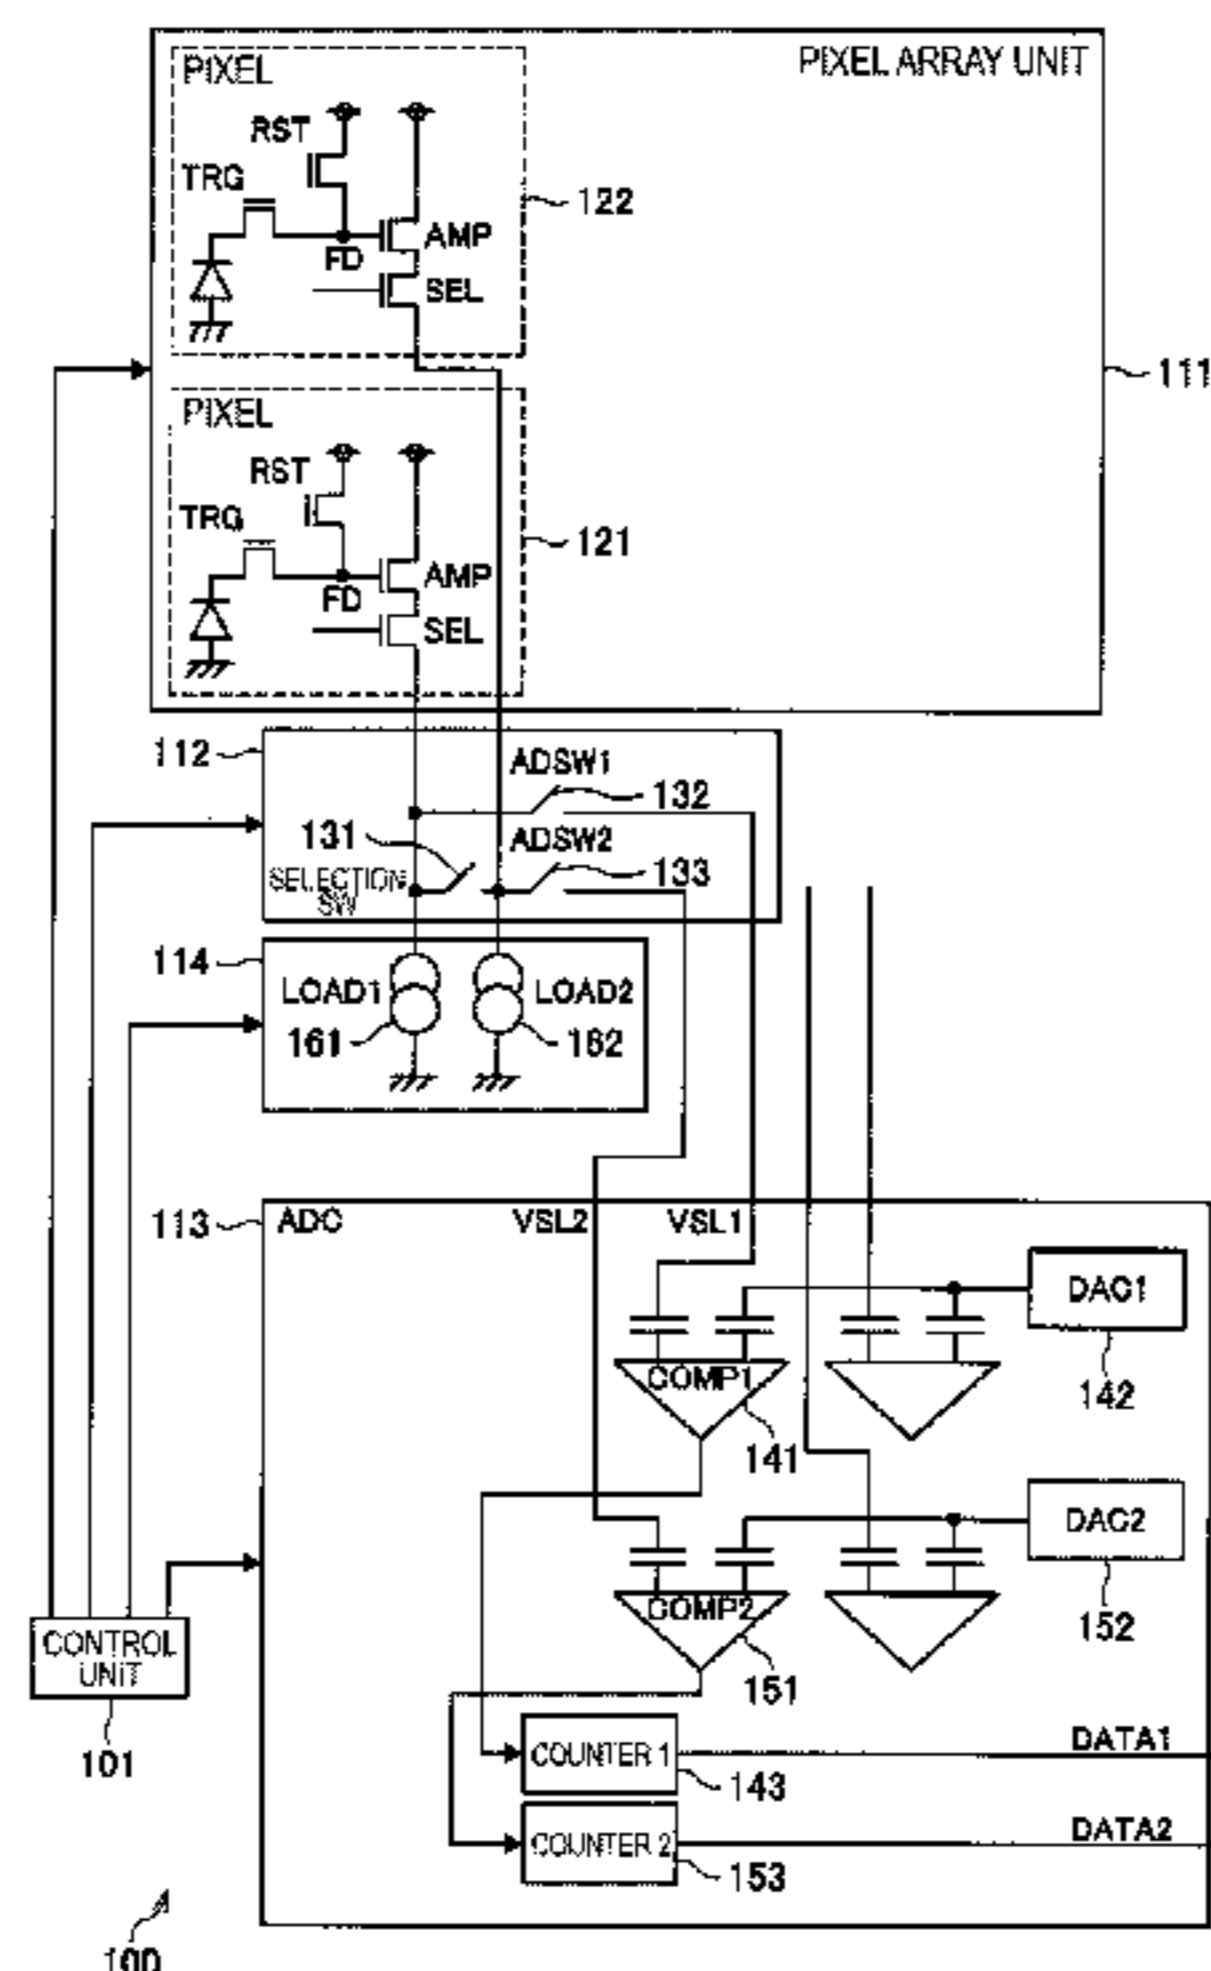 PIXEL ARRAY UNIT
PIXEL
RST
TRG
122
AMP
FD
SEL
111
PIXEL
RST
TRG
121
AMP
FD
SEL
112
ADSW1
132
131
ADSW2
133
SELECTION
SW
114
LOAD1
LOAD2
161
162
113
ADC
VSL2
VSL1
DAC1
COMP1
142
141
DAC2
COMP2
152
CONTROL
UNIT
151
101
COUNTER 1
DATA1
143
COUNTER 2
DATA2
153
100